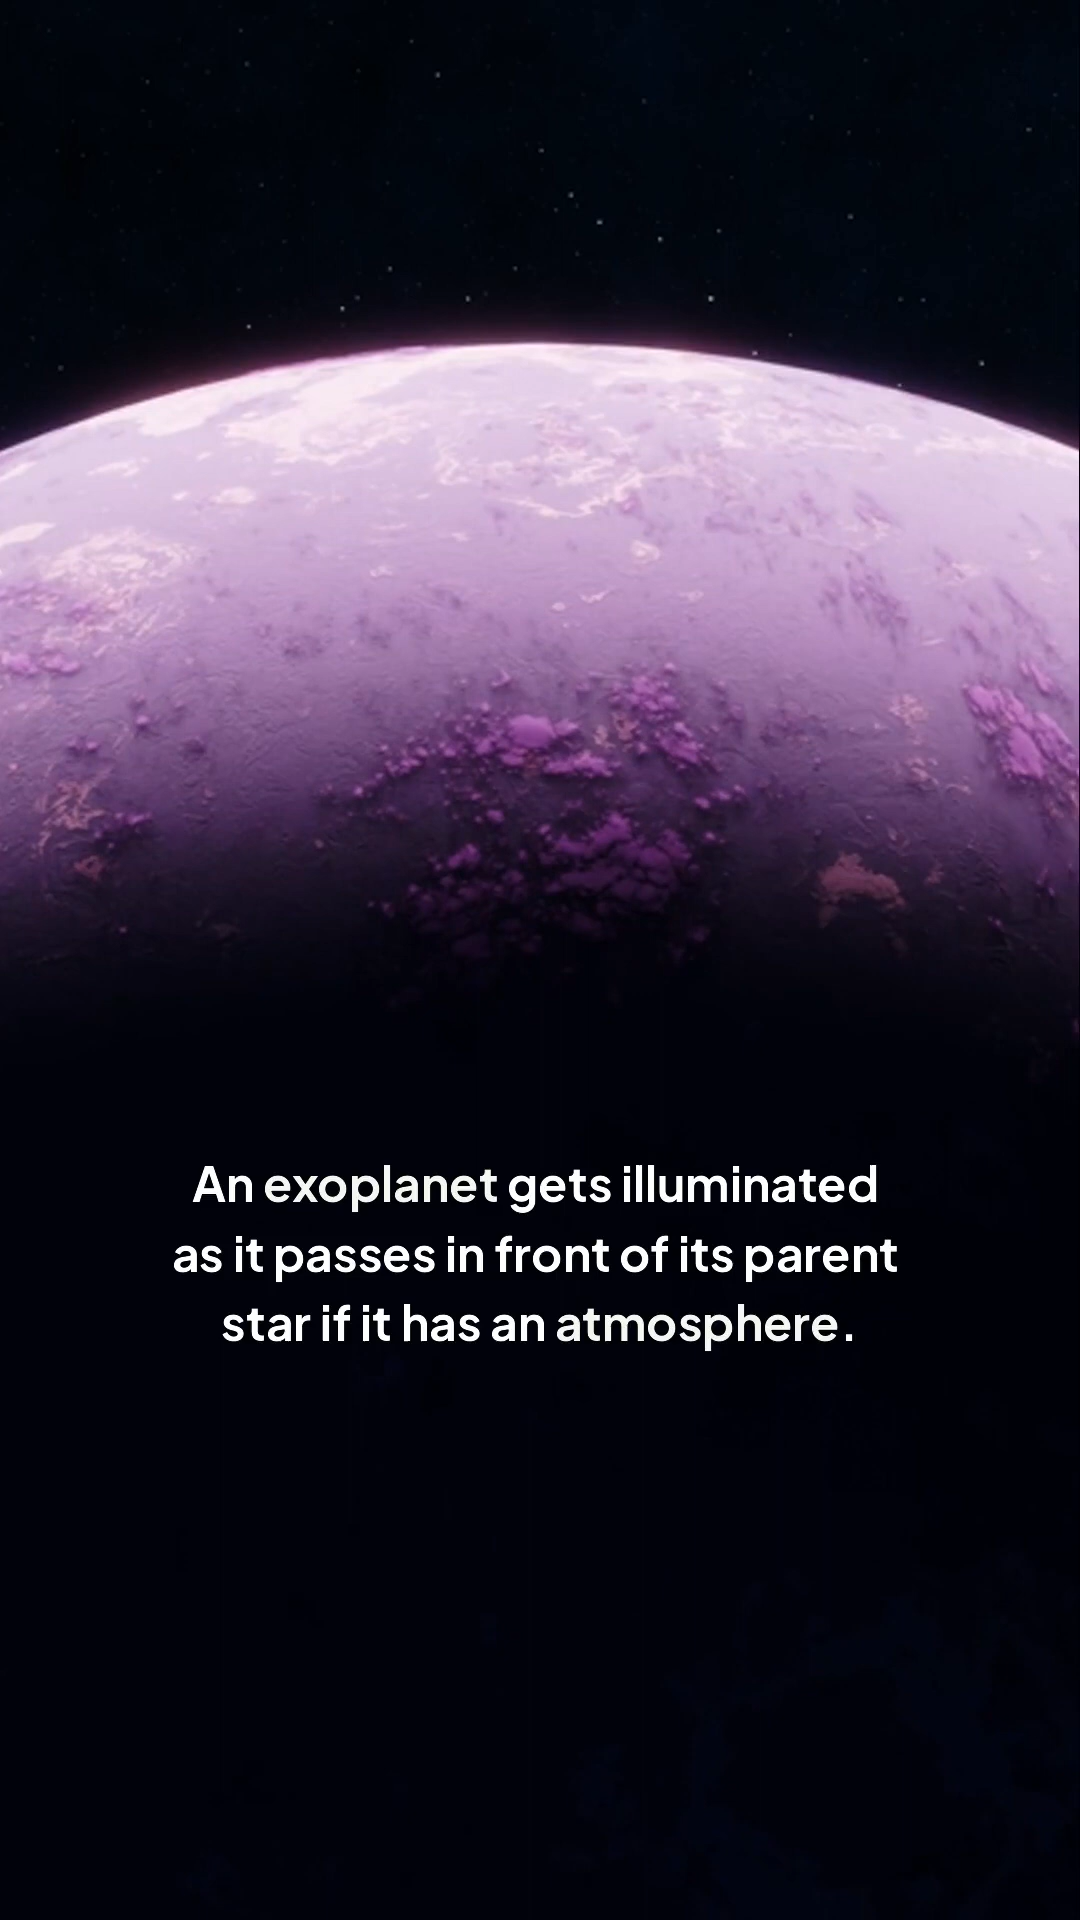 An exoplanet gets illuminated
as it passes in front of its parent
star if it has an atmosphere.